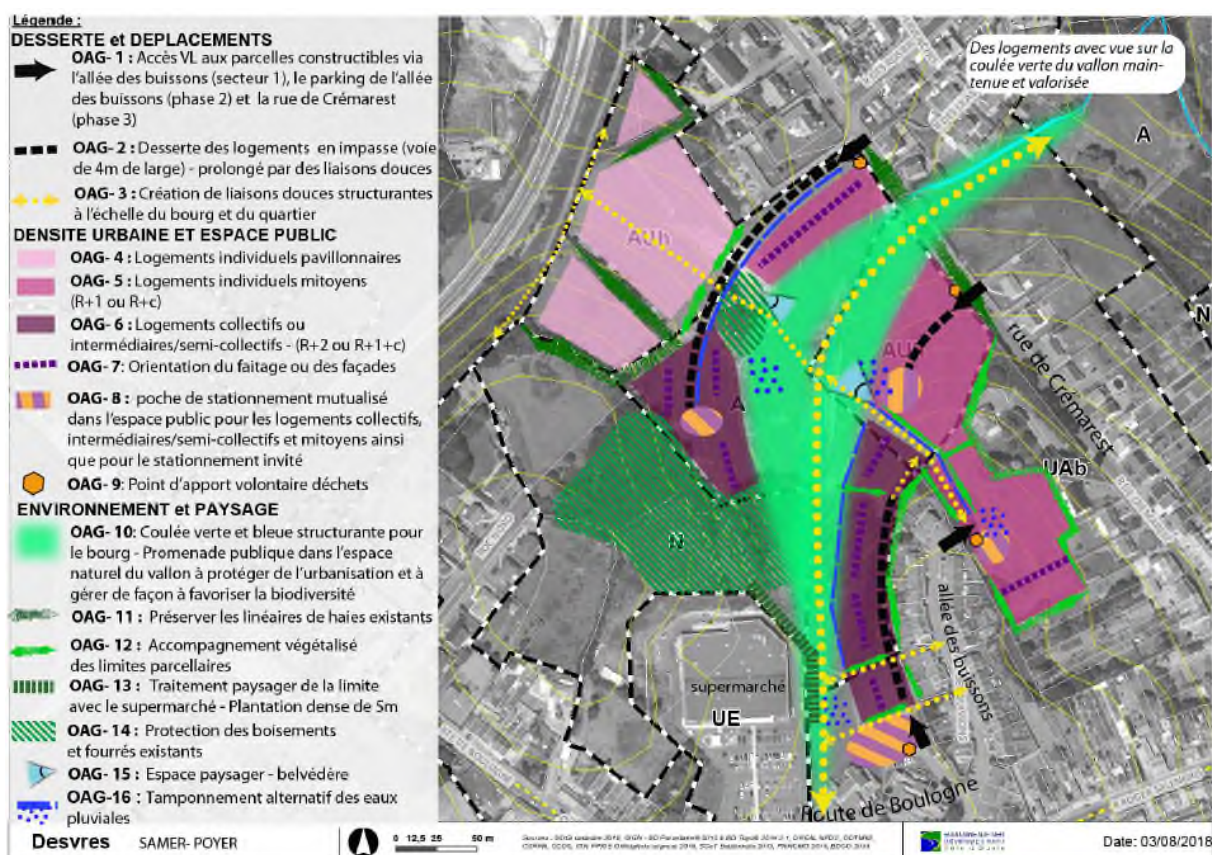 Légende :
DESSERTE et DEPLACEMENTS
OAG- 1 : Accès VL aux parcelles constructibles via
l'allée des buissons (secteur 1), le parking de l'allée
des buissons (phase 2) et la rue de Crémarest
(phase 3)
OAG- 2 : Desserte des logements en impasse (voie
de 4m de large) - prolongé par des liaisons douces
OAG- 3 : Création de liaisons douces structurantes
à l'échelle du bourg et du quartier
DENSITE URBAINE ET ESPACE PUBLIC
OAG- 4 : Logements individuels pavillonnaires
OAG- 5 : Logements individuels mitoyens
(R+1 ou R+c)
OAG- 6 : Logements collectifs ou
intermédiaires/semi-collectifs - (R+2 ou R+1+c)
OAG- 7: Orientation du faitage ou des façades
OAG- 8 : poche de stationnement mutualisé
dans l'espace public pour les logements collectifs,
intermédiaires/semi-collectifs et mitoyens ainsi
que pour le stationnement invité
OAG- 9: Point d'apport volontaire déchets
ENVIRONNEMENT et PAYSAGE
OAG- 10: Coulée verte et bleue structurante pour
le bourg - Promenade publique dans l'espace
naturel du vallon à protéger de l'urbanisation et à
gérer de façon à favoriser la biodiversité
OAG- 11 : Préserver les linéaires de haies existants
OAG- 12 : Accompagnement végétalisé
des limites parcellaires
OAG- 13 : Traitement paysager de la limite
avec le supermarché - Plantation dense de 5m
OAG- 14 : Protection des boisements
et fourrés existants
OAG- 15 : Espace paysager - belvédère
OAG-16 : Tamponnement alternatif des eaux
pluviales
Des logements avec vue sur la
coulée verte du vallon main-
tenue et valorisée
A
N
AUh
AUh
A
rue de Crémarest
UAb
N
allée des buissons
supermarché
UE
Route de Boulogne
Desvres SAMER- POYER
0 12,5 25 50 m
Date: 03/08/2018